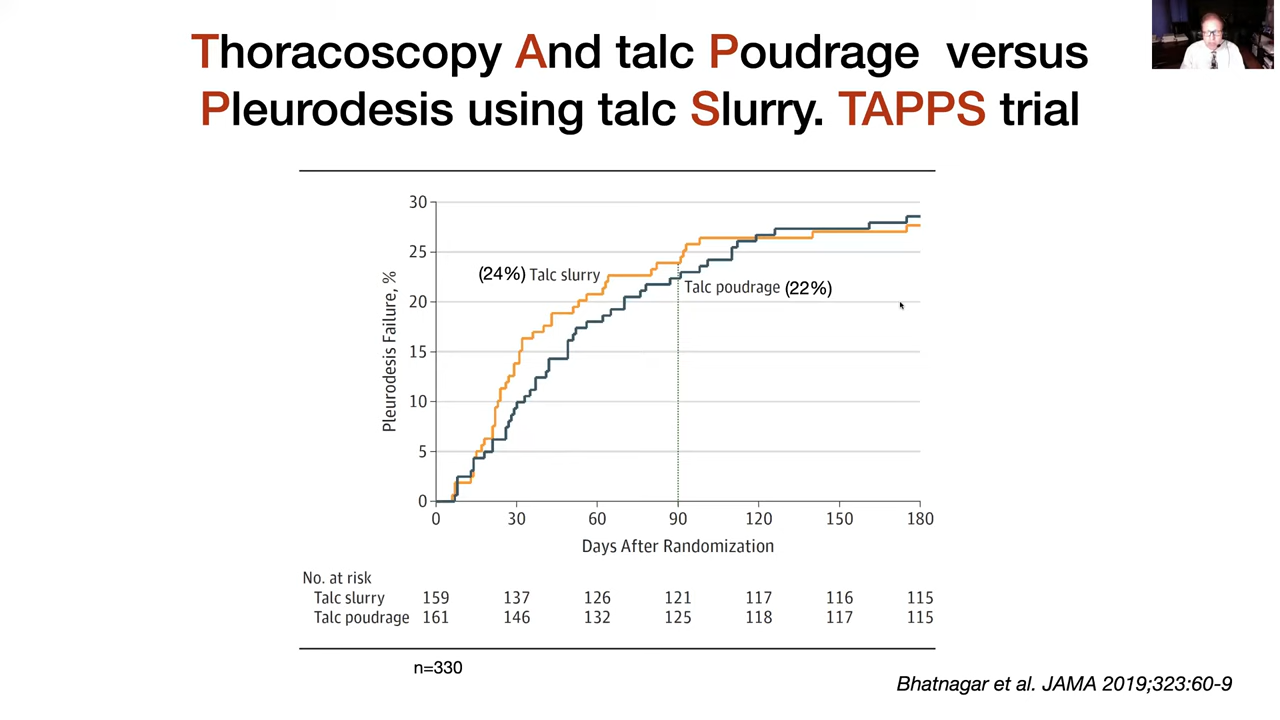 Thoracoscopy And talc Poudrage versus
Pleurodesis using talc Slurry. TAPPS trial
30
25
20
15
10
5
0
Pleurodesis Failure, %
(24%) Talc slurry
Talc poudrage (22%)
0 30 60 90 120 150 180
Days After Randomization
No. at risk
Talc slurry 159 137 126 121 117 116 115
Talc poudrage 161 146 132 125 118 117 115
n=330
Bhatnagar et al. JAMA 2019;323:60-9